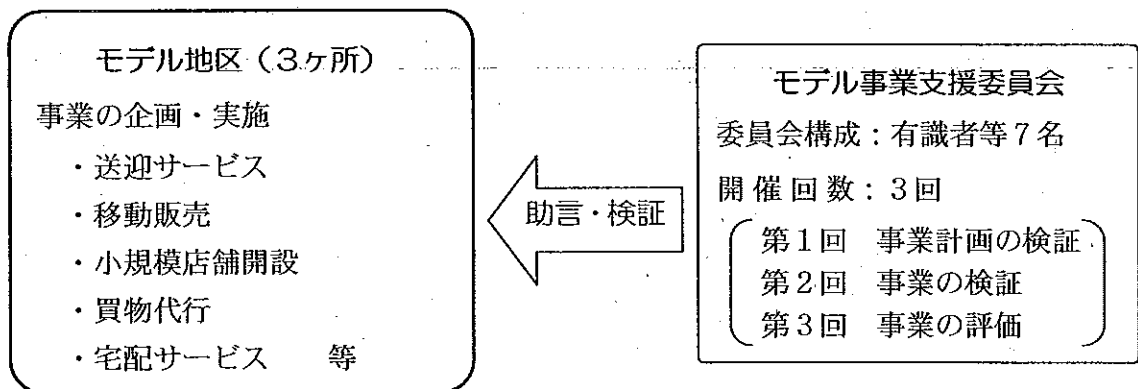 モデル地区（3ヶ所）
事業の企画・実施
・送迎サービス
・移動販売
・小規模店舗開設
・買物代行
・宅配サービス　等
助言・検証
モデル事業支援委員会
委員会構成：有識者等7名
開催回数：3回
第1回　事業計画の検証
第2回　事業の検証
第3回　事業の評価